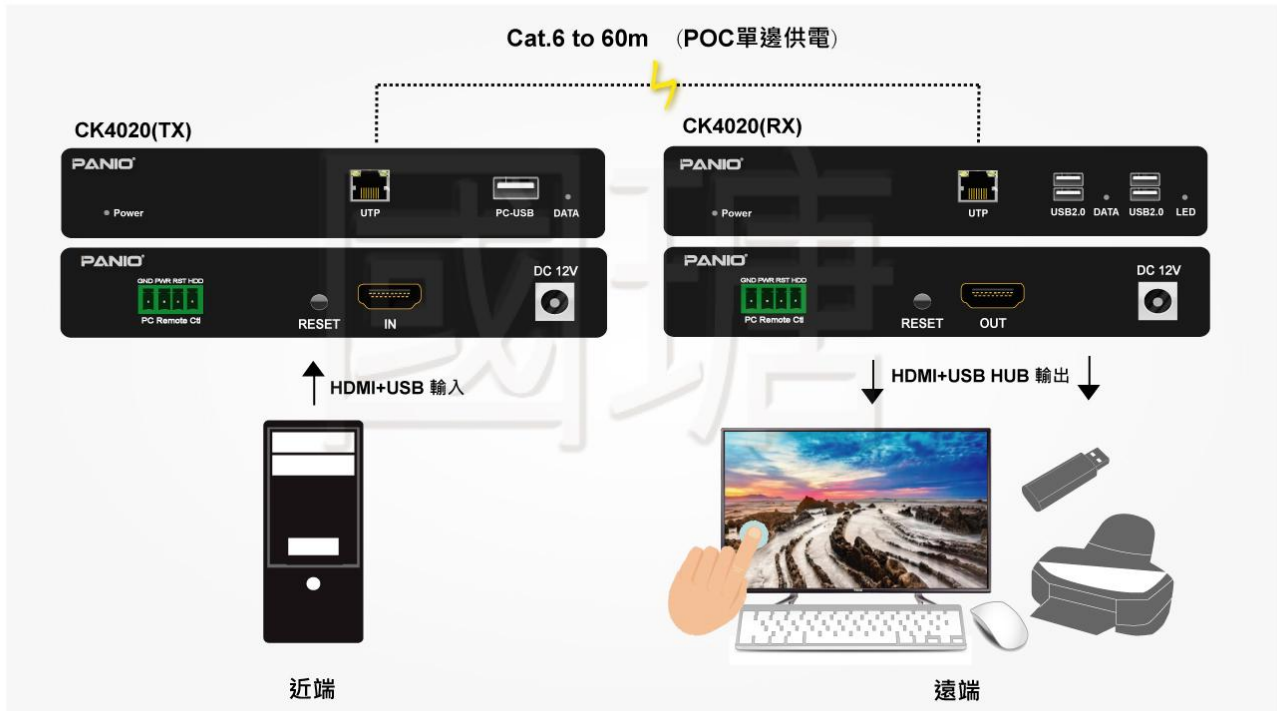 Cat.6 to 60m （POC單邊供電）
CK4020(TX)
PANIO
Power
UTP
PC-USB
DATA
PANIO
GND PWR RST HDD
PC Remote Ctl
RESET
IN
DC 12V
HDMI+USB 輸入
近端
CK4020(RX)
PANIO
Power
UTP
USB2.0 DATA USB2.0 LED
PANIO
GND PWR RST HDD
PC Remote Ctl
RESET
OUT
DC 12V
HDMI+USB HUB 輸出
遠端
國瑭